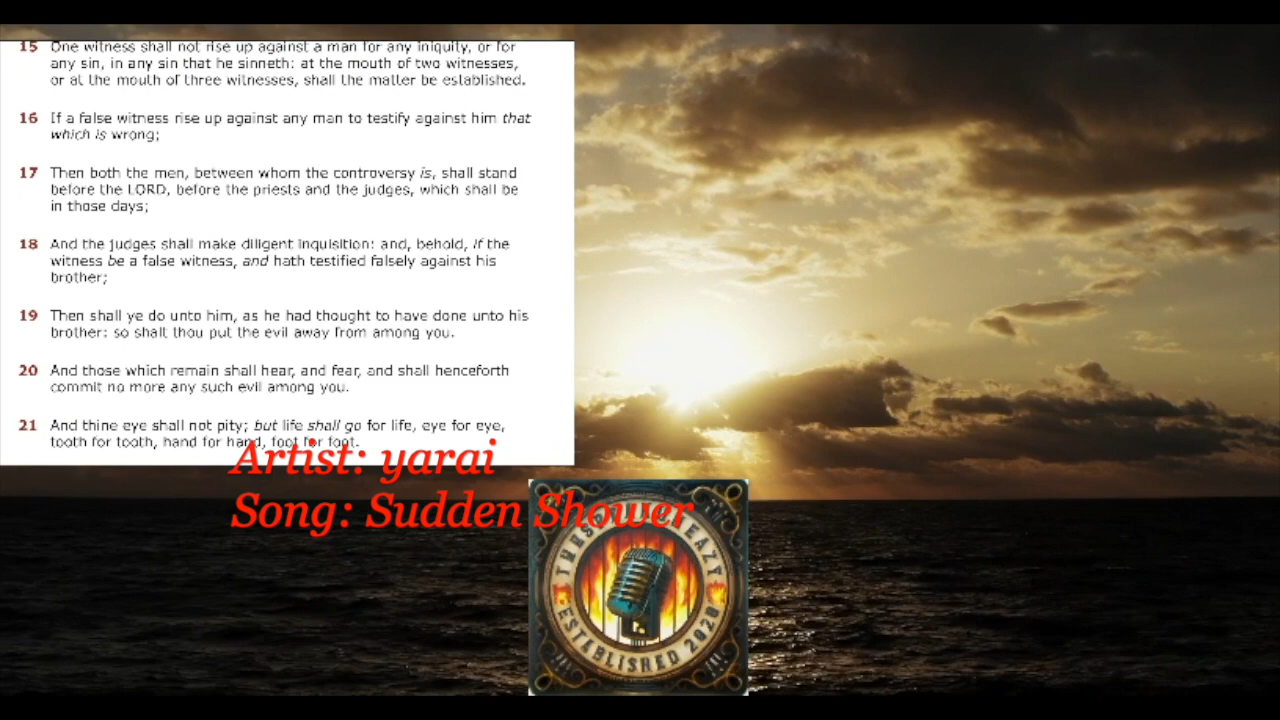 15 One witness shall not rise up against a man for any iniquity, or for
any sin, in any sin that he sinneth: at the mouth of two witnesses,
or at the mouth of three witnesses, shall the matter be established.
16 If a false witness rise up against any man to testify against him that
which is wrong;
17 Then both the men, between whom the controversy is, shall stand
before the LORD, before the priests and the judges, which shall be
in those days;
18 And the judges shall make diligent inquisition: and, behold, if the
witness be a false witness, and hath testified falsely against his
brother;
19 Then shall ye do unto him, as he had thought to have done unto his
brother: so shalt thou put the evil away from among you.
20 And those which remain shall hear, and fear, and shall henceforth
commit no more any such evil among you.
21 And thine eye shall not pity; but life shall go for life, eye for eye,
tooth for tooth, hand for hand, foot for foot.
Artist: yarai
Song: Sudden Shower
ESTABLISHED 2020